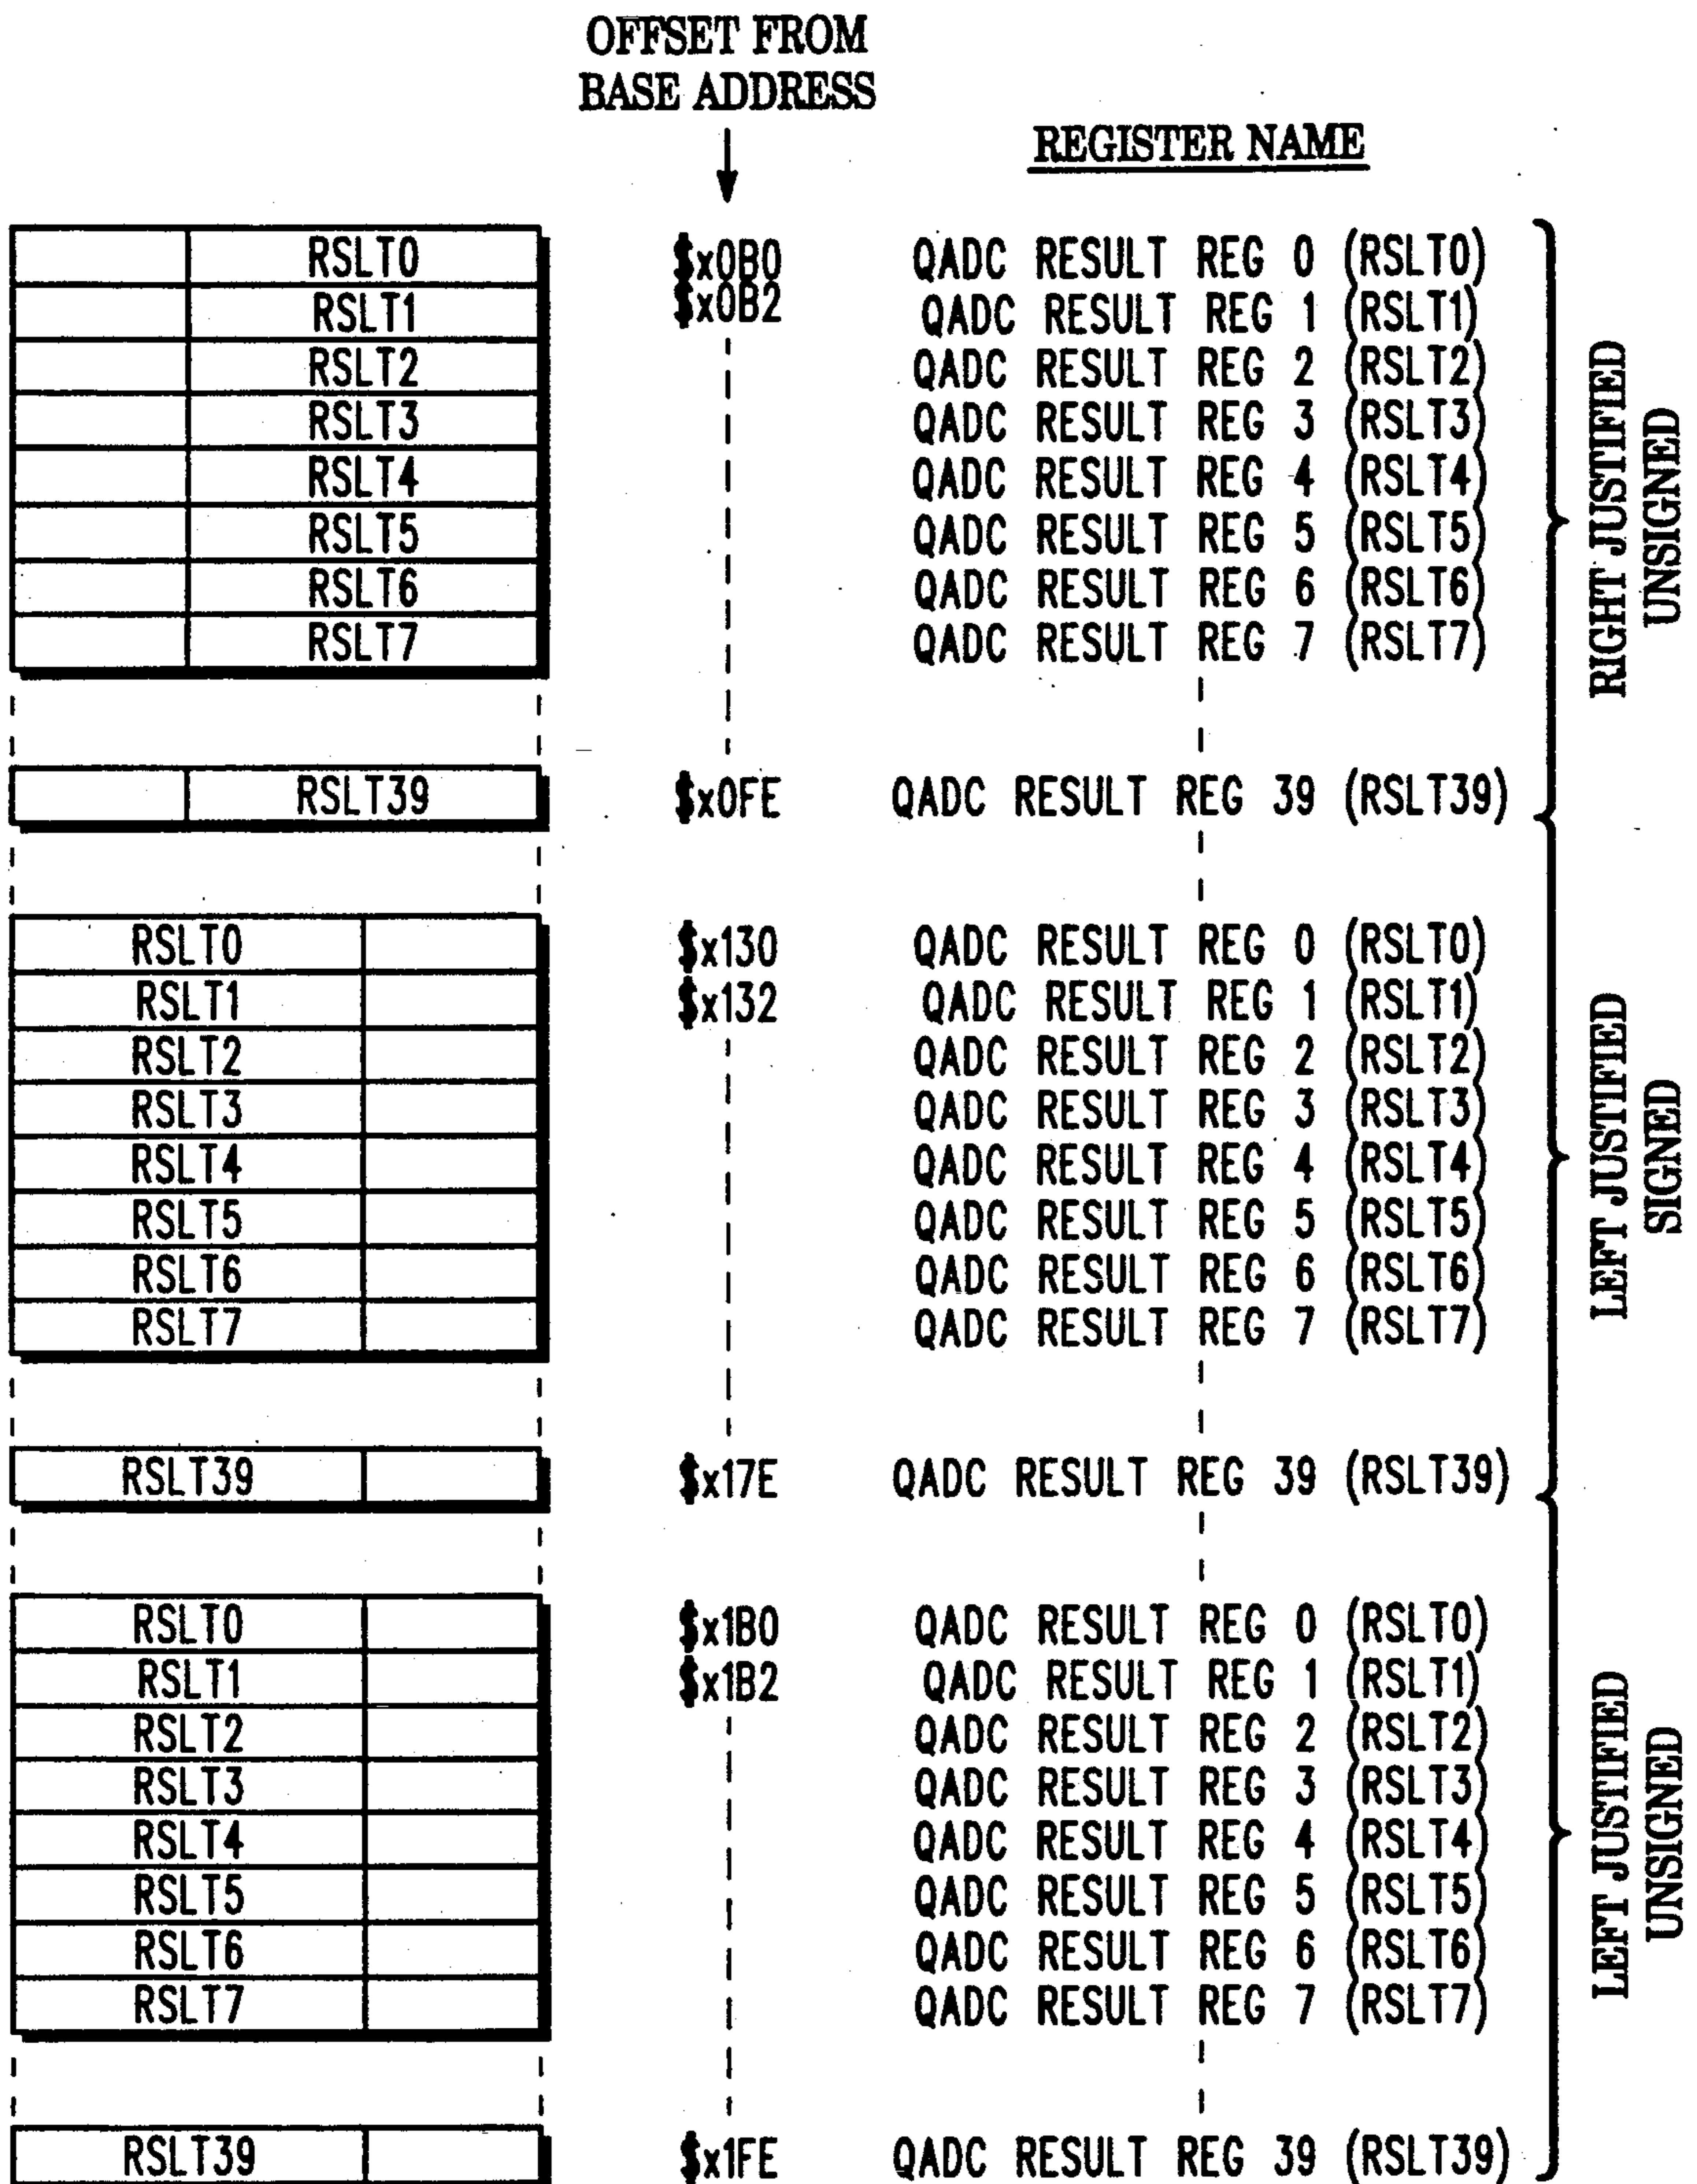 OFFSET FROM
BASE ADDRESS
REGISTER NAME
RSLT0 $x0B0 QADC RESULT REG 0 (RSLT0)
RSLT1 $x0B2 QADC RESULT REG 1 (RSLT1)
RSLT2 QADC RESULT REG 2 (RSLT2)
RSLT3 QADC RESULT REG 3 (RSLT3)
RSLT4 QADC RESULT REG 4 (RSLT4)
RSLT5 QADC RESULT REG 5 (RSLT5)
RSLT6 QADC RESULT REG 6 (RSLT6)
RSLT7 QADC RESULT REG 7 (RSLT7)
RSLT39 $x0FE QADC RESULT REG 39 (RSLT39)
RIGHT JUSTIFIED
UNSIGNED
RSLT0 $x130 QADC RESULT REG 0 (RSLT0)
RSLT1 $x132 QADC RESULT REG 1 (RSLT1)
RSLT2 QADC RESULT REG 2 (RSLT2)
RSLT3 QADC RESULT REG 3 (RSLT3)
RSLT4 QADC RESULT REG 4 (RSLT4)
RSLT5 QADC RESULT REG 5 (RSLT5)
RSLT6 QADC RESULT REG 6 (RSLT6)
RSLT7 QADC RESULT REG 7 (RSLT7)
RSLT39 $x17E QADC RESULT REG 39 (RSLT39)
LEFT JUSTIFIED
SIGNED
RSLT0 $x1B0 QADC RESULT REG 0 (RSLT0)
RSLT1 $x1B2 QADC RESULT REG 1 (RSLT1)
RSLT2 QADC RESULT REG 2 (RSLT2)
RSLT3 QADC RESULT REG 3 (RSLT3)
RSLT4 QADC RESULT REG 4 (RSLT4)
RSLT5 QADC RESULT REG 5 (RSLT5)
RSLT6 QADC RESULT REG 6 (RSLT6)
RSLT7 QADC RESULT REG 7 (RSLT7)
RSLT39 $x1FE QADC RESULT REG 39 (RSLT39)
LEFT JUSTIFIED
UNSIGNED